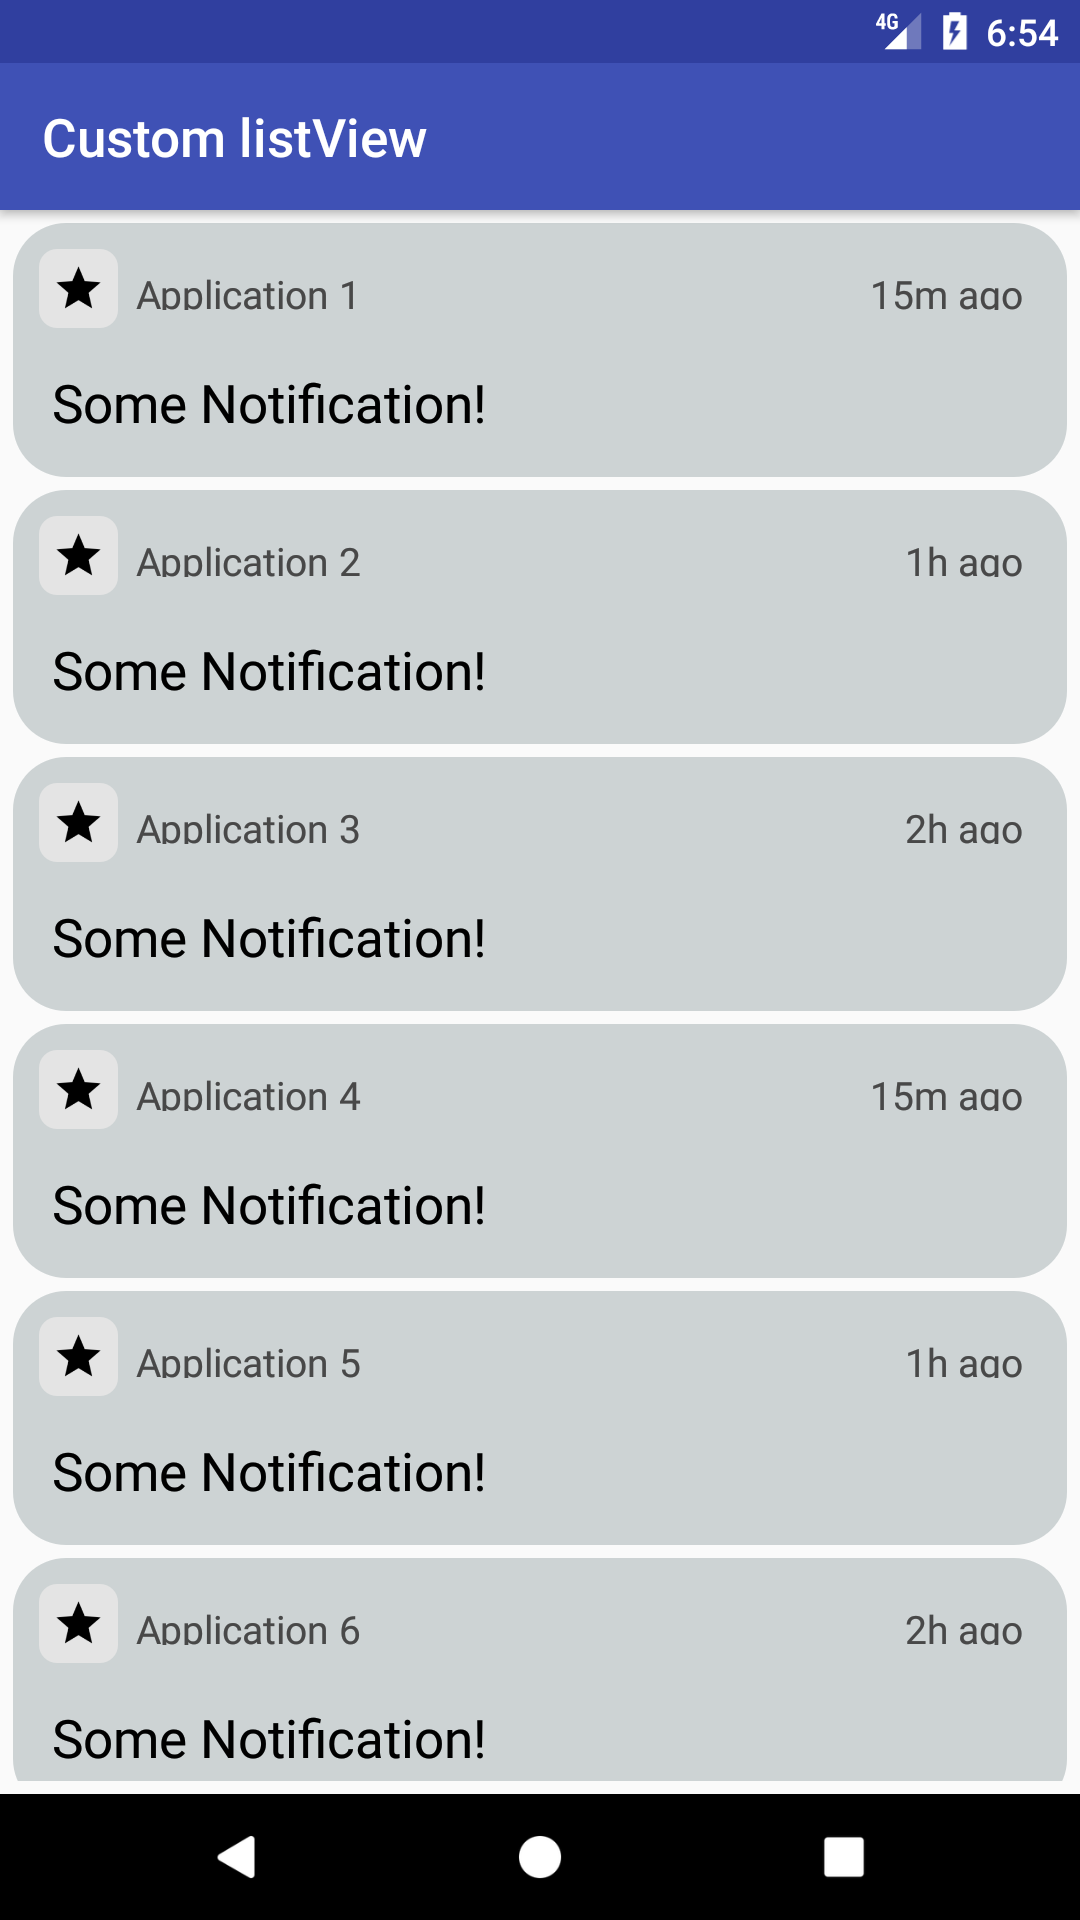 4G 6:54
Custom listView
Application 1 15m ago
Some Notification!
Application 2 1h ago
Some Notification!
Application 3 2h ago
Some Notification!
Application 4 15m ago
Some Notification!
Application 5 1h ago
Some Notification!
Application 6 2h ago
Some Notification!